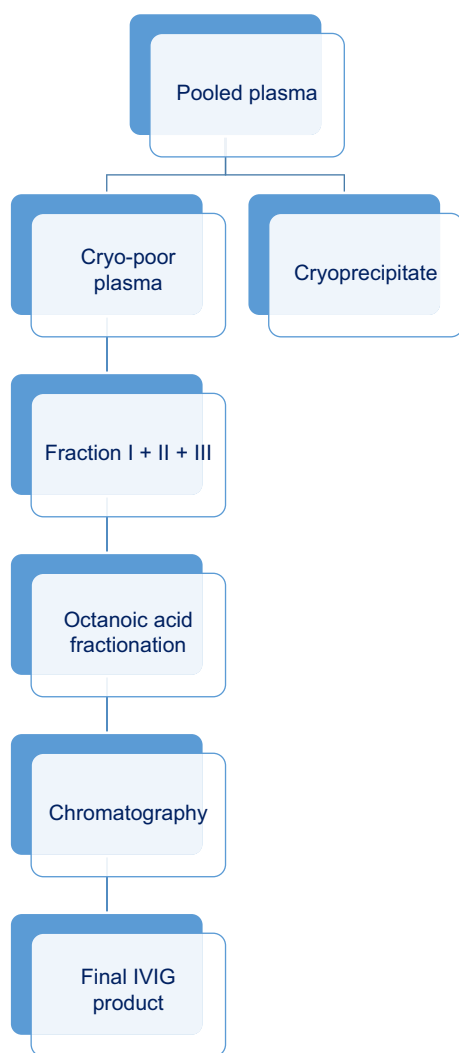 Pooled plasma
Cryo-poor
plasma
Cryoprecipitate
Fraction I + II + III
Octanoic acid
fractionation
Chromatography
Final IVIG
product